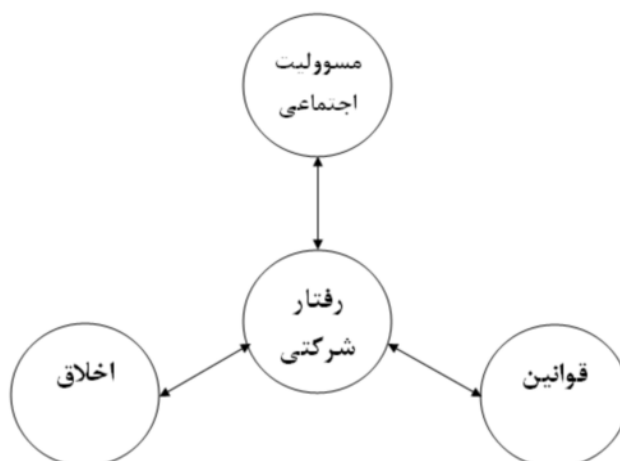 مسوولیت
اجتماعی
رفتار
شرکتی
قوانین
اخلاق